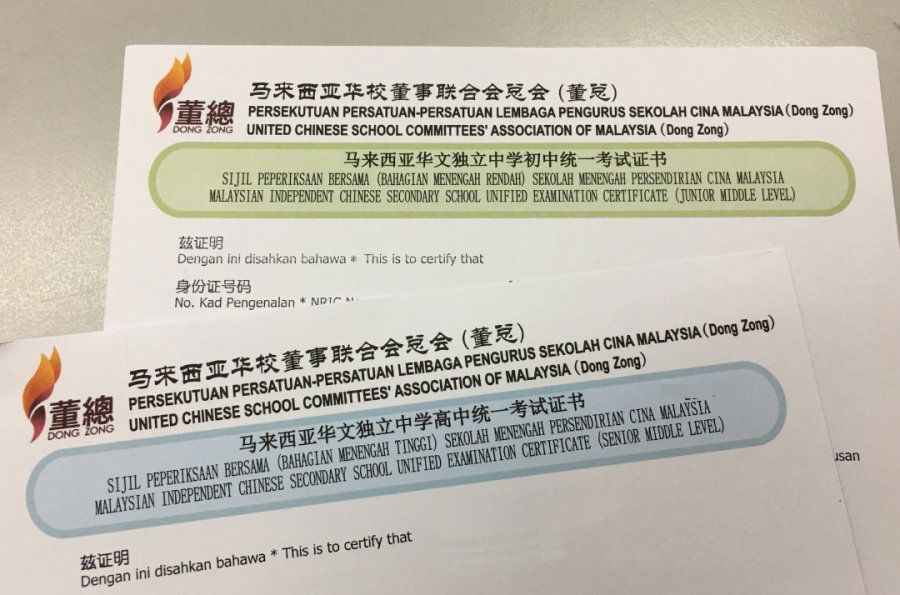 董總
DONG ZONG
马来西亚华校董事联合会总会 (董总)
PERSEKUTUAN PERSATUAN-PERSATUAN LEMBAGA PENGURUS SEKOLAH CINA MALAYSIA (Dong Zong)
UNITED CHINESE SCHOOL COMMITTEES' ASSOCIATION OF MALAYSIA (Dong Zong)
马来西亚华文独立中学初中统一考试证书
SIJIL PEPERIKSAAN BERSAMA (BAHAGIAN MENENGAH RENDAH) SEKOLAH MENENGAH PERSENDIRIAN CINA MALAYSIA
MALAYSIAN INDEPENDENT CHINESE SECONDARY SCHOOL UNIFIED EXAMINATION CERTIFICATE (JUNIOR MIDDLE LEVEL)
兹证明
Dengan ini disahkan bahawa * This is to certify that
身份证号码
No. Kad Pengenalan * NRIC
usan
董總
DONG ZONG
马来西亚华校董事联合会总会 (董总)
PERSEKUTUAN PERSATUAN-PERSATUAN LEMBAGA PENGURUS SEKOLAH CINA MALAYSIA (Dong Zong)
UNITED CHINESE SCHOOL COMMITTEES' ASSOCIATION OF MALAYSIA (Dong Zong)
马来西亚华文独立中学高中统一考试证书
SIJIL PEPERIKSAAN BERSAMA (BAHAGIAN MENENGAH TINGGI) SEKOLAH MENENGAH PERSENDIRIAN CINA MALAYSIA
MALAYSIAN INDEPENDENT CHINESE SECONDARY SCHOOL UNIFIED EXAMINATION CERTIFICATE (SENIOR MIDDLE LEVEL)
兹证明
Dengan ini disahkan bahawa * This is to certify that